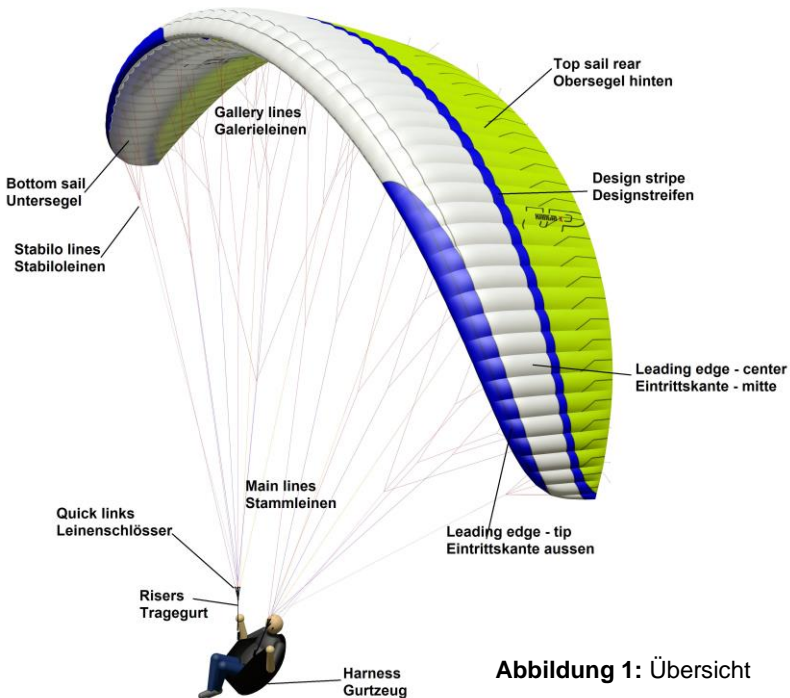 Top sail rear
Obersegel hinten
Gallery lines
Galerieleinen
Design stripe
Designstreifen
Bottom sail
Untersegel
Stabilo lines
Stabiloleinen
Leading edge - center
Eintrittskante - mitte
Main lines
Stammleinen
Quick links
Leinenschlösser
Leading edge - tip
Eintrittskante aussen
Risers
Tragegurt
Harness
Gurtzeug
Abbildung 1: Übersicht